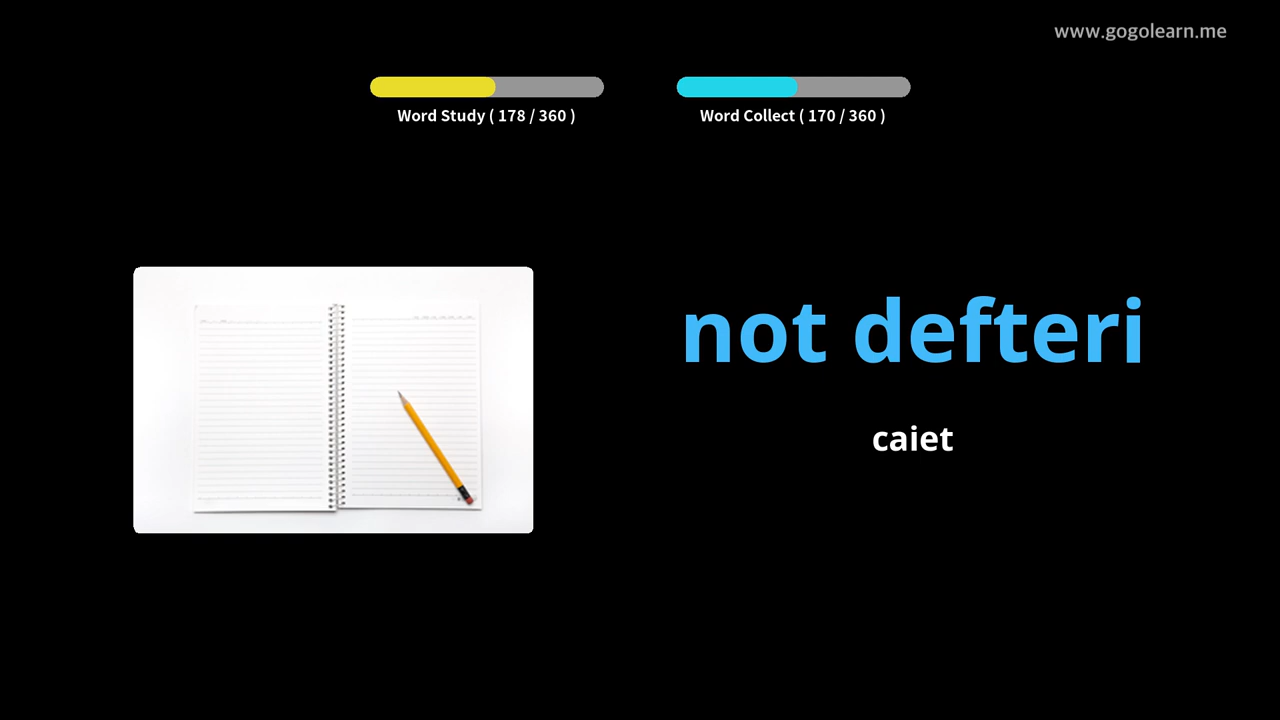 www.gogolearn.me
Word Study ( 178 / 360 )
Word Collect ( 170 / 360 )
not defteri
caiet